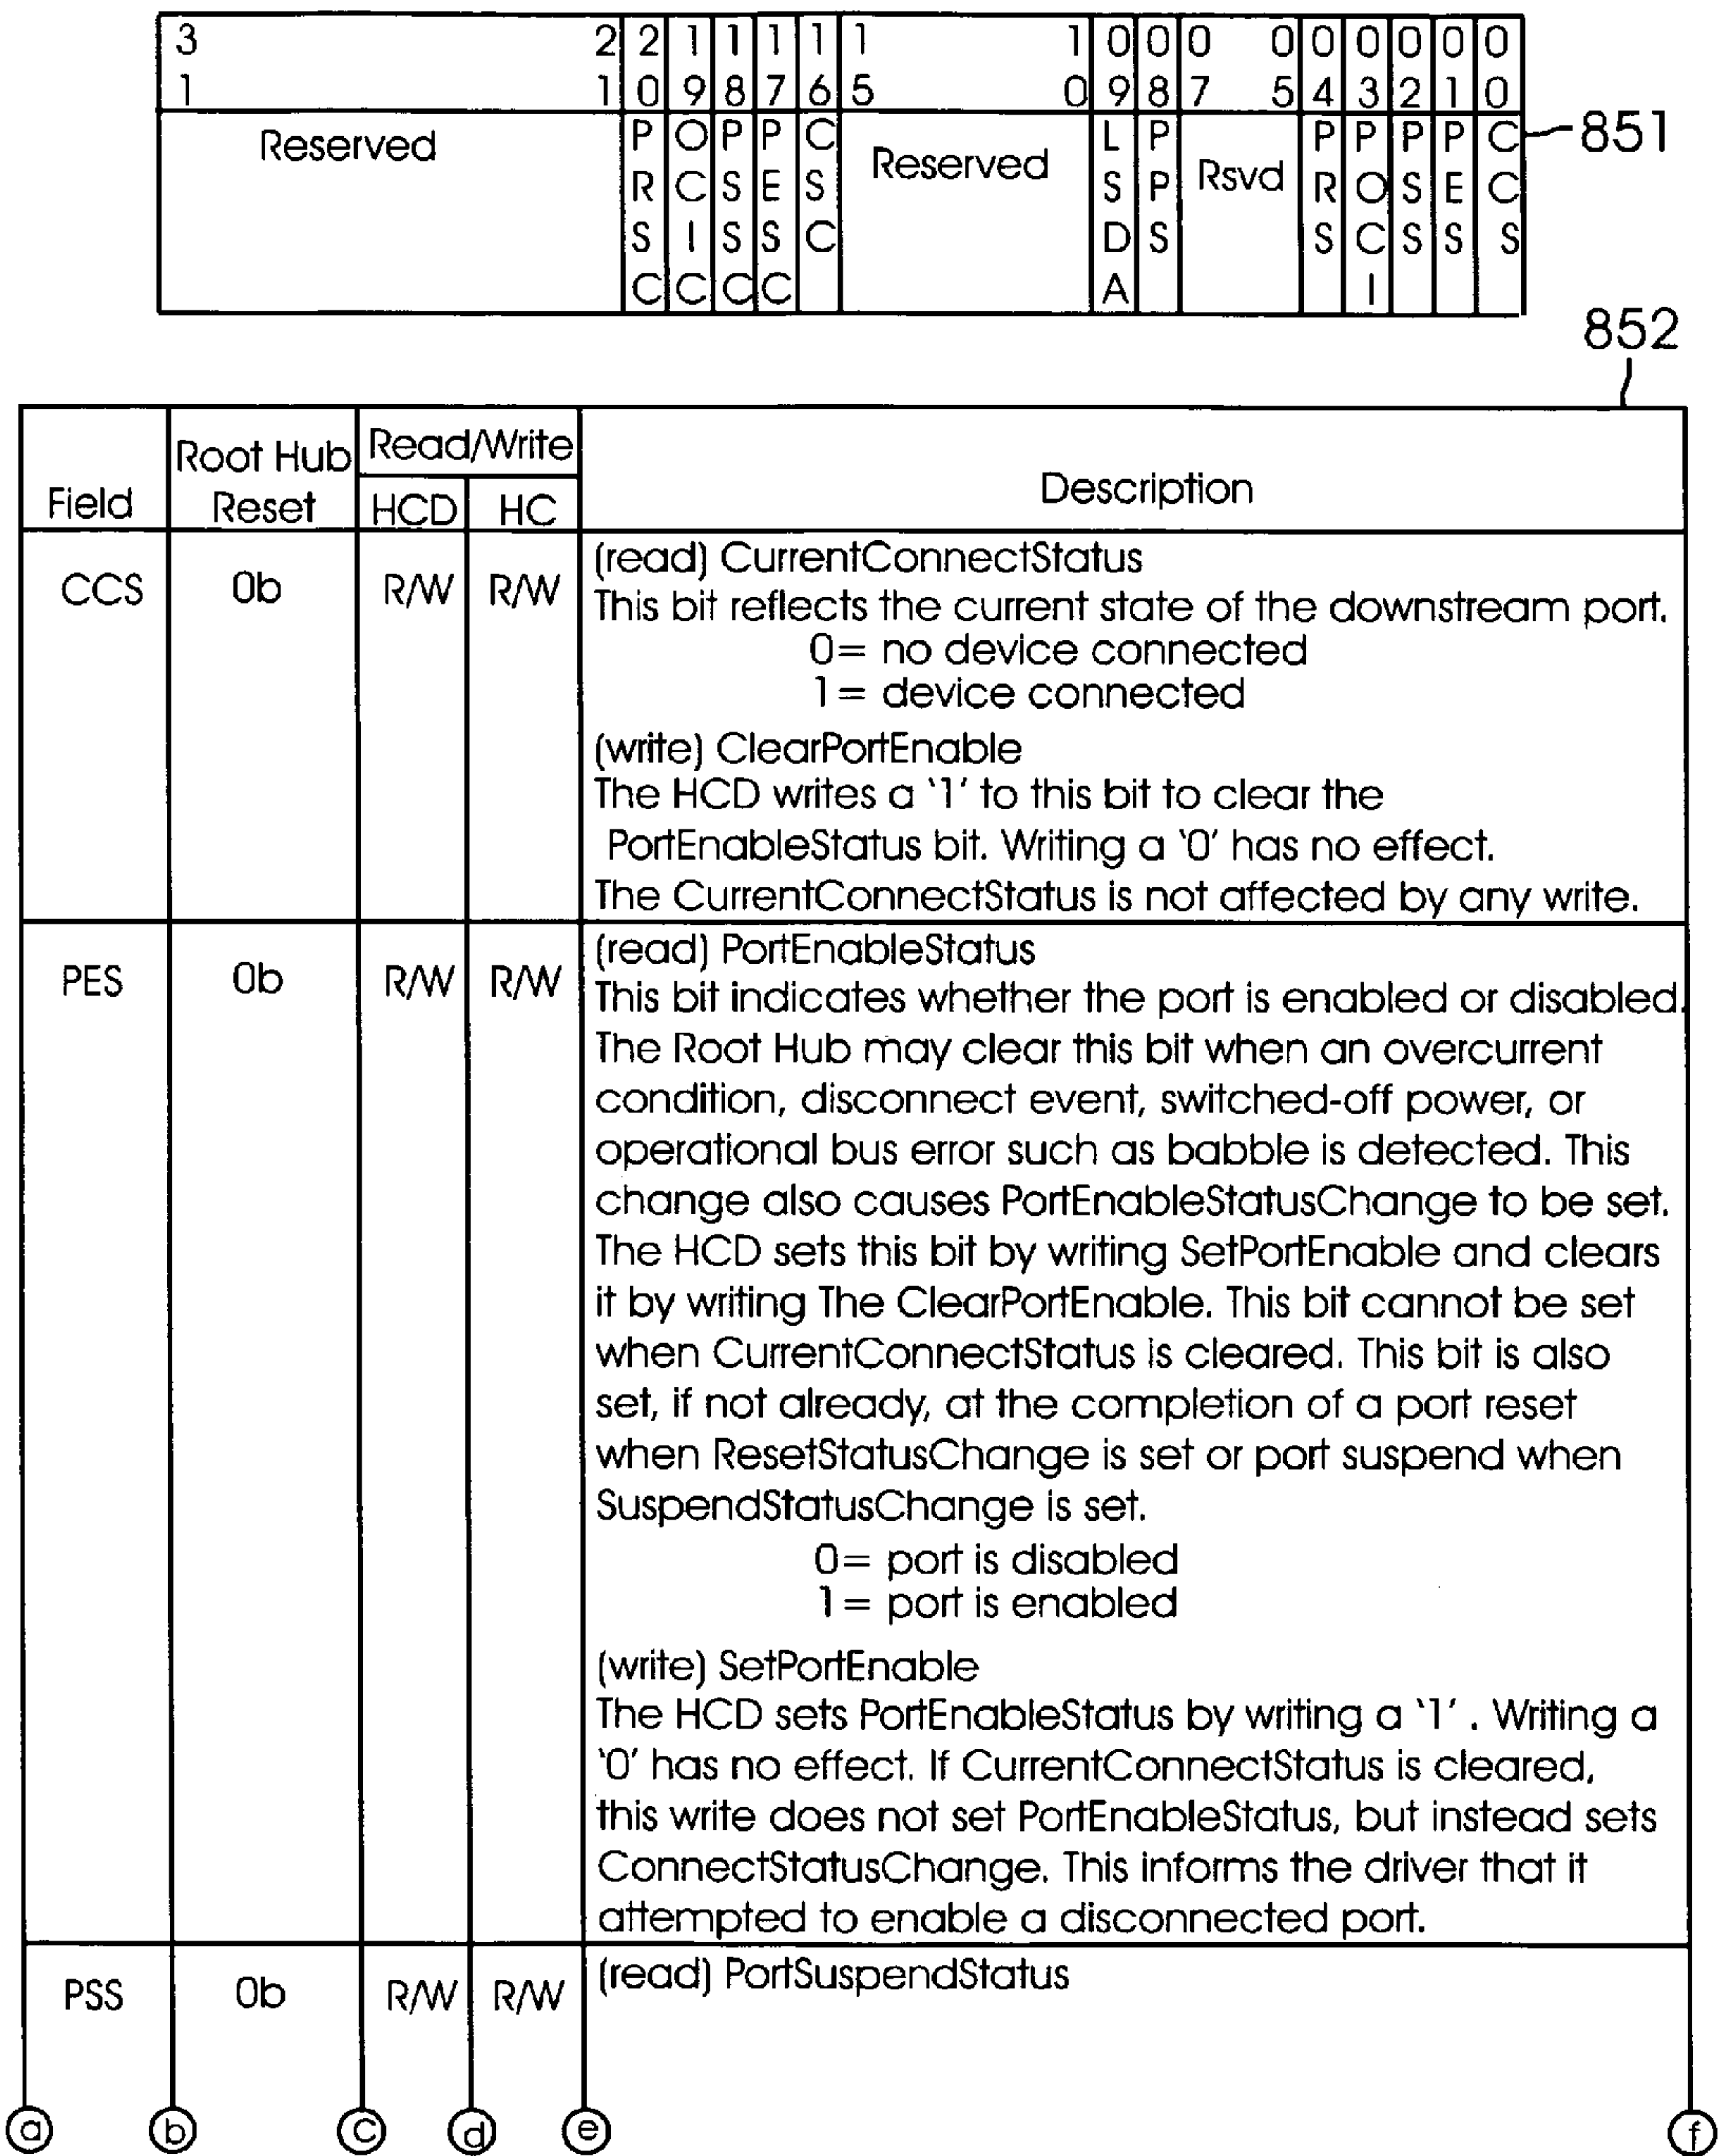 3 2 2 1 1 1 1 1 1 0 0 0 0 0 0 0 0 0
1 1 0 9 8 7 6 5 0 9 8 7 5 4 3 2 1 0
Reserved PRSC OCIC PSSC PESC CSC Reserved LSDA PPS Rsvd PRS POCI PSS PES CCS
851
852
Field Root Hub Reset Read/Write Description
HCD HC
CCS 0b R/W R/W (read) CurrentConnectStatus
This bit reflects the current state of the downstream port.
0= no device connected
1= device connected
(write) ClearPortEnable
The HCD writes a '1' to this bit to clear the
PortEnableStatus bit. Writing a '0' has no effect.
The CurrentConnectStatus is not affected by any write.
PES 0b R/W R/W (read) PortEnableStatus
This bit indicates whether the port is enabled or disabled.
The Root Hub may clear this bit when an overcurrent
condition, disconnect event, switched-off power, or
operational bus error such as babble is detected. This
change also causes PortEnableStatusChange to be set.
The HCD sets this bit by writing SetPortEnable and clears
it by writing The ClearPortEnable. This bit cannot be set
when CurrentConnectStatus is cleared. This bit is also
set, if not already, at the completion of a port reset
when ResetStatusChange is set or port suspend when
SuspendStatusChange is set.
0= port is disabled
1= port is enabled
(write) SetPortEnable
The HCD sets PortEnableStatus by writing a '1' . Writing a
'0' has no effect. If CurrentConnectStatus is cleared,
this write does not set PortEnableStatus, but instead sets
ConnectStatusChange. This informs the driver that it
attempted to enable a disconnected port.
PSS 0b R/W R/W (read) PortSuspendStatus
a b c d e f